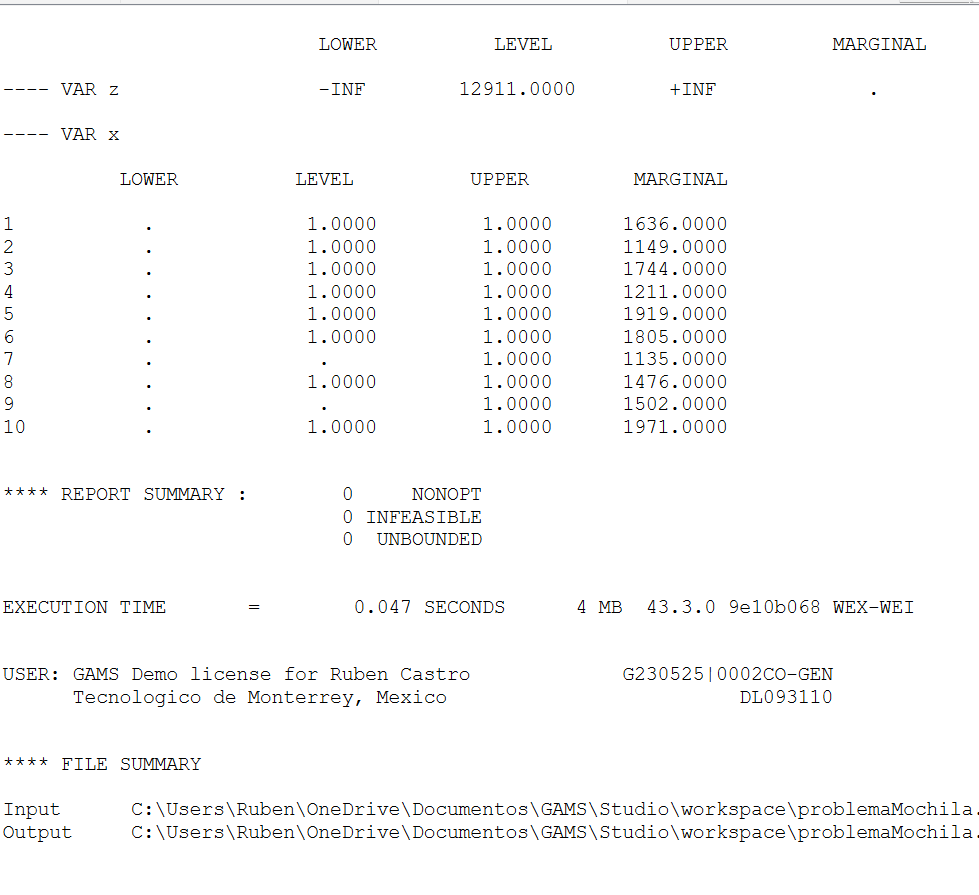 LOWER LEVEL UPPER MARGINAL
---- VAR z -INF 12911.0000 +INF .
---- VAR x
LOWER LEVEL UPPER MARGINAL
1 . 1.0000 1.0000 1636.0000
2 . 1.0000 1.0000 1149.0000
3 . 1.0000 1.0000 1744.0000
4 . 1.0000 1.0000 1211.0000
5 . 1.0000 1.0000 1919.0000
6 . 1.0000 1.0000 1805.0000
7 . . 1.0000 1135.0000
8 . 1.0000 1.0000 1476.0000
9 . . 1.0000 1502.0000
10 . 1.0000 1.0000 1971.0000
**** REPORT SUMMARY : 0 NONOPT
0 INFEASIBLE
0 UNBOUNDED
EXECUTION TIME = 0.047 SECONDS 4 MB 43.3.0 9e10b068 WEX-WEI
USER: GAMS Demo license for Ruben Castro G230525|0002CO-GEN
Tecnologico de Monterrey, Mexico DL093110
**** FILE SUMMARY
Input C:\Users\Ruben\OneDrive\Documentos\GAMS\Studio\workspace\problemaMochila.
Output C:\Users\Ruben\OneDrive\Documentos\GAMS\Studio\workspace\problemaMochila.